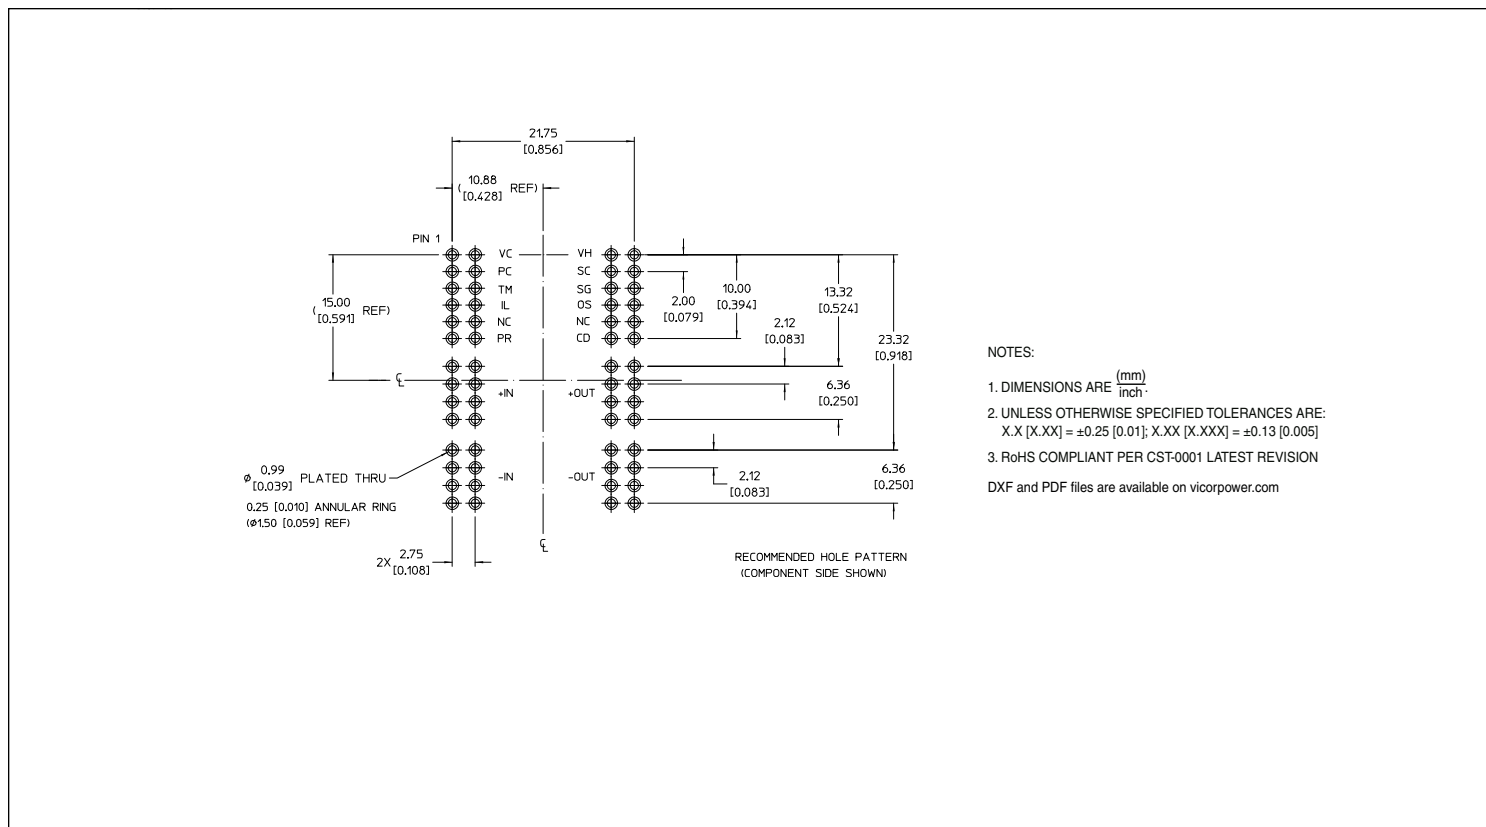 21.75
[0.856]
( 10.88 REF)
[0.428]
PIN 1
VC VH
PC SC
TM SG
IL OS
NC NC
PR CD
( 15.00 REF)
[0.591]
2.00
[0.079]
10.00
[0.394]
13.32
[0.524]
2.12
[0.083]
23.32
[0.918]
℄
+IN +OUT
6.36
[0.250]
ø 0.99 PLATED THRU
[0.039]
0.25 [0.010] ANNULAR RING
(ø1.50 [0.059] REF)
-IN -OUT
2.12
[0.083]
6.36
[0.250]
℄
2X 2.75
[0.108]
RECOMMENDED HOLE PATTERN
(COMPONENT SIDE SHOWN)
NOTES:
1. DIMENSIONS ARE (mm)
inch.
2. UNLESS OTHERWISE SPECIFIED TOLERANCES ARE:
X.X [X.XX] = ±0.25 [0.01]; X.XX [X.XXX] = ±0.13 [0.005]
3. RoHS COMPLIANT PER CST-0001 LATEST REVISION
DXF and PDF files are available on vicorpower.com